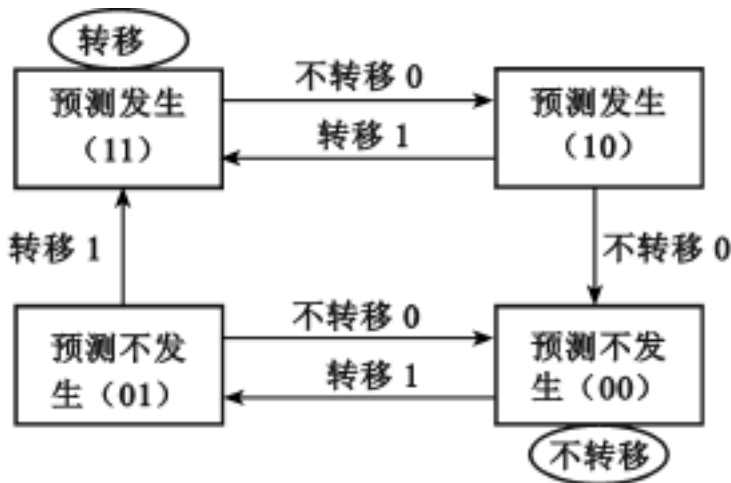 转移
预测发生
（11）
不转移 0
转移 1
预测发生
（10）
转移 1
不转移 0
预测不发
生（01）
不转移 0
转移 1
预测不发
生（00）
不转移